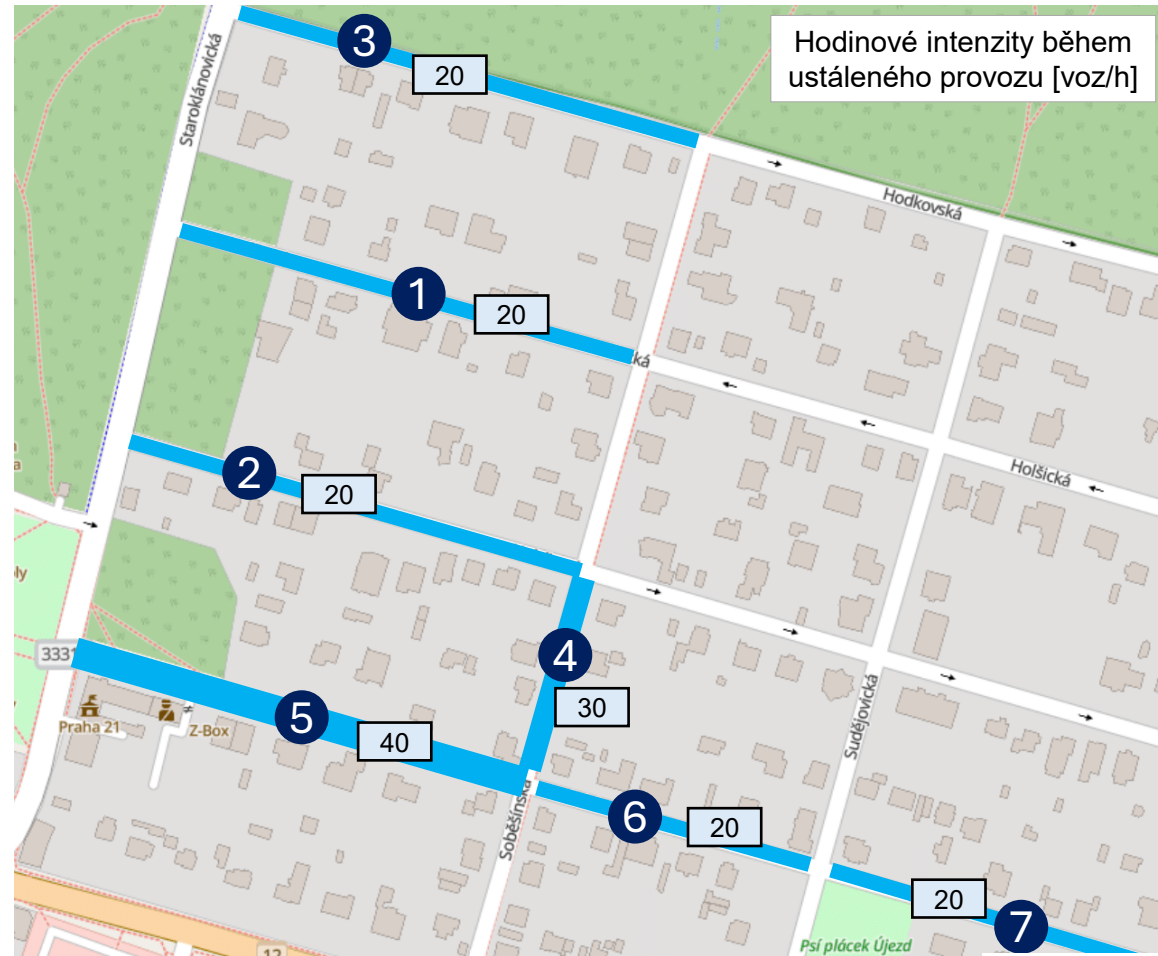 Hodinové intenzity během
ustáleného provozu [voz/h]
3
20
Staroklánovická
Hodkovská
1
20
ká
2
20
Holšická
3331
4
30
Praha 21
Z-Box
5
40
Sudějovická
Soběšínská
6
20
20
7
Psí plácek Újezd
12